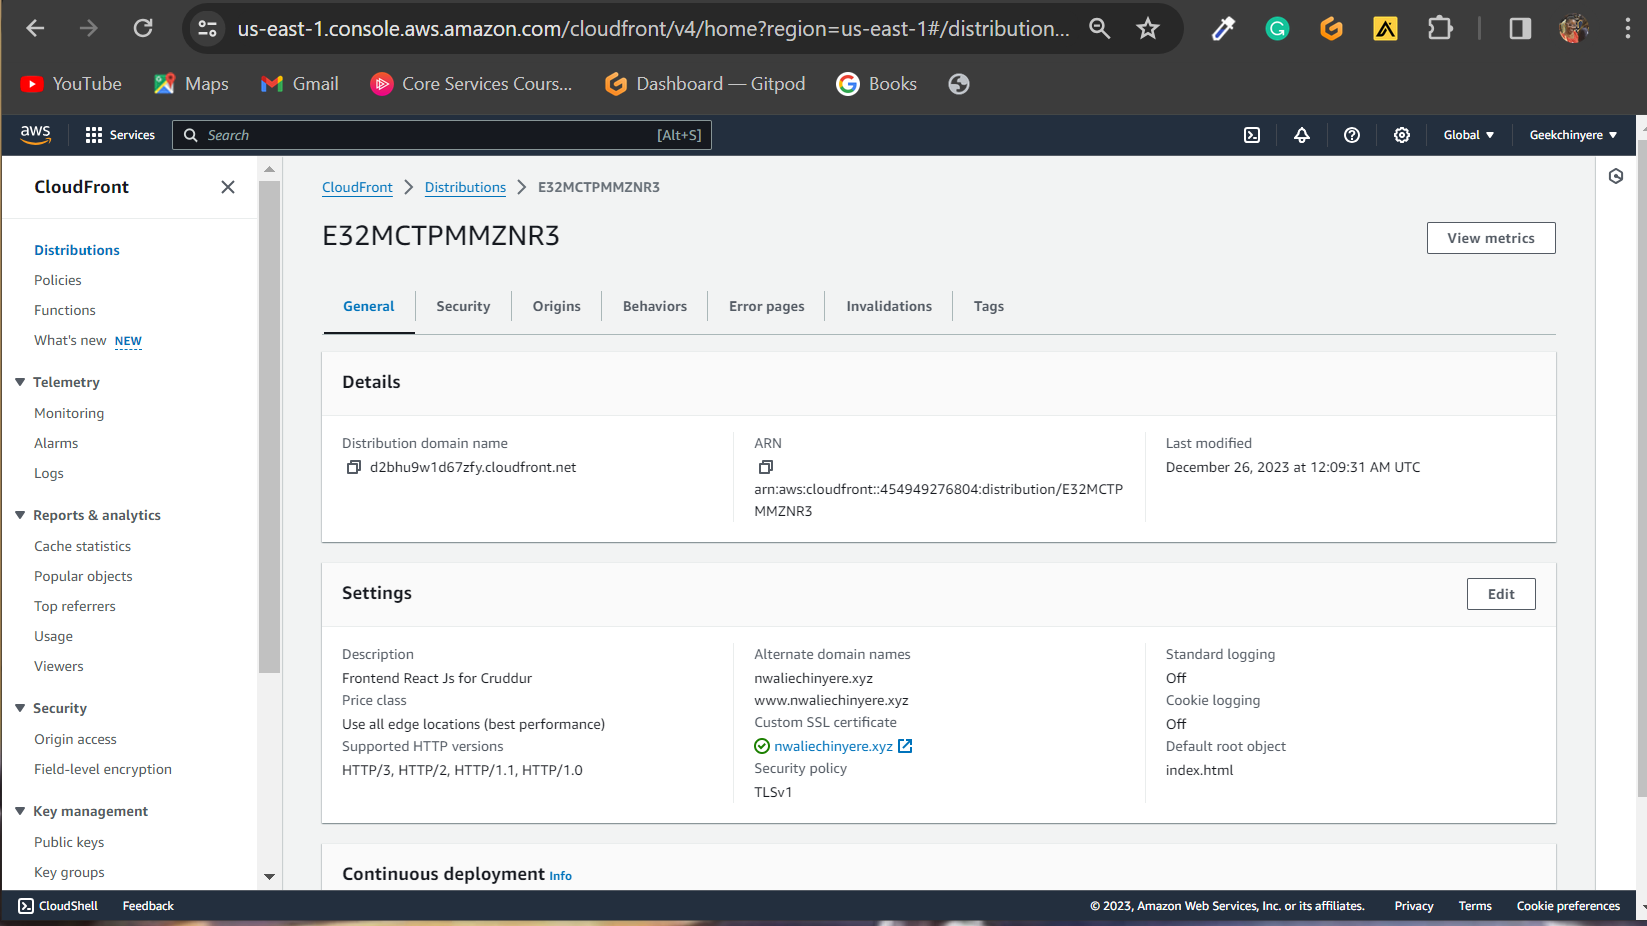 us-east-1.console.aws.amazon.com/cloudfront/v4/home?region=us-east-1#/distribution...
YouTube Maps Gmail Core Services Cours... Dashboard — Gitpod Books
aws Services Search [Alt+S] Global Geekchinyere
CloudFront
Distributions
Policies
Functions
What's new NEW
Telemetry
Monitoring
Alarms
Logs
Reports & analytics
Cache statistics
Popular objects
Top referrers
Usage
Viewers
Security
Origin access
Field-level encryption
Key management
Public keys
Key groups
CloudFront Distributions E32MCTPMMZNR3
E32MCTPMMZNR3
View metrics
General Security Origins Behaviors Error pages Invalidations Tags
Details
Distribution domain name
d2bhu9w1d67zfy.cloudfront.net
ARN
arn:aws:cloudfront::454949276804:distribution/E32MCTP
MMZNR3
Last modified
December 26, 2023 at 12:09:31 AM UTC
Settings
Edit
Description
Frontend React Js for Cruddur
Price class
Use all edge locations (best performance)
Supported HTTP versions
HTTP/3, HTTP/2, HTTP/1.1, HTTP/1.0
Alternate domain names
nwaliechinyere.xyz
www.nwaliechinyere.xyz
Custom SSL certificate
nwaliechinyere.xyz
Security policy
TLSv1
Standard logging
Off
Cookie logging
Off
Default root object
index.html
Continuous deployment Info
CloudShell Feedback © 2023, Amazon Web Services, Inc. or its affiliates. Privacy Terms Cookie preferences